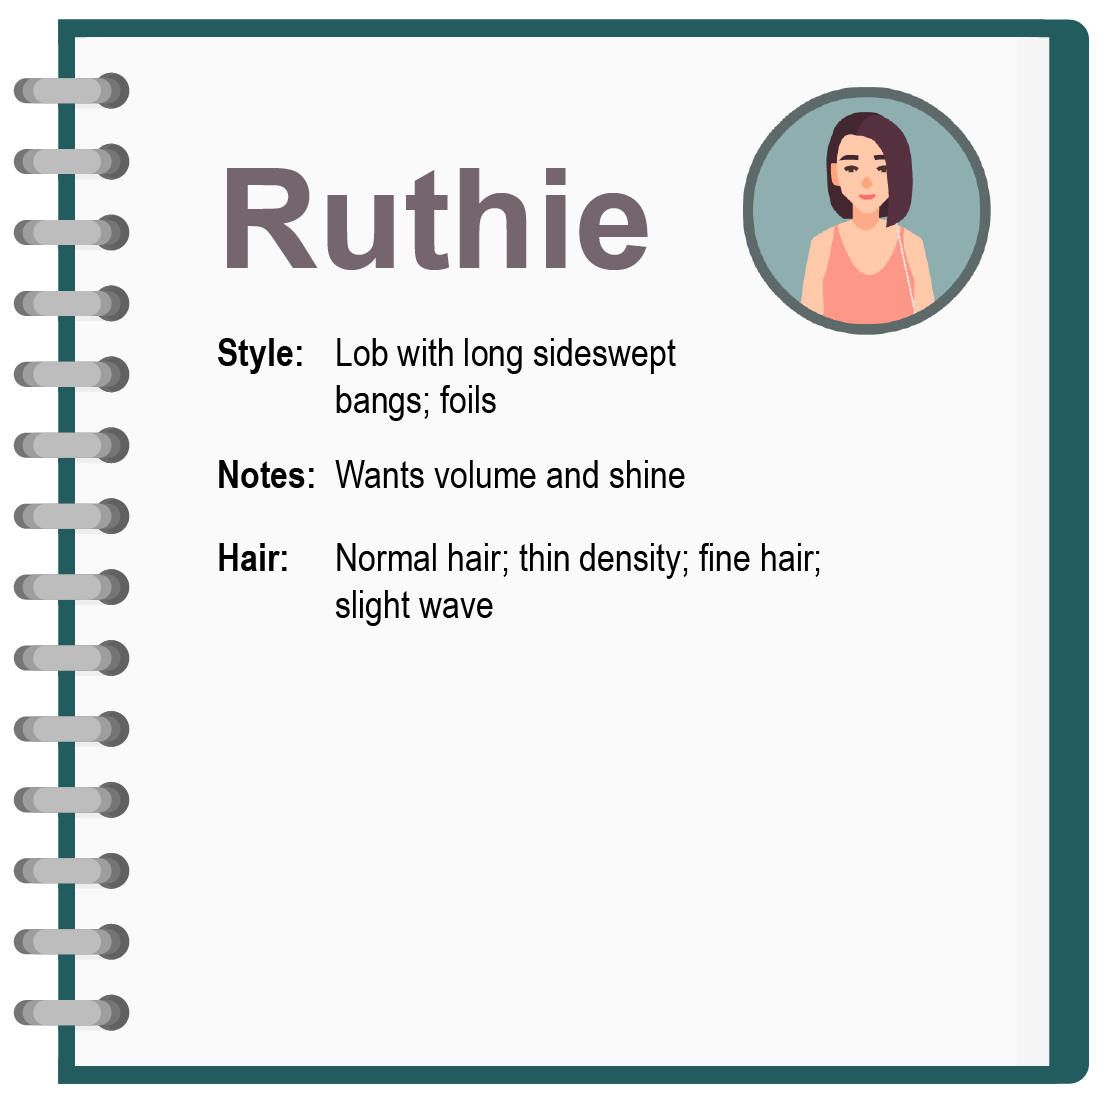 Ruthie
Style: Lob with long sideswept
bangs; foils
Notes: Wants volume and shine
Hair: Normal hair; thin density; fine hair;
slight wave